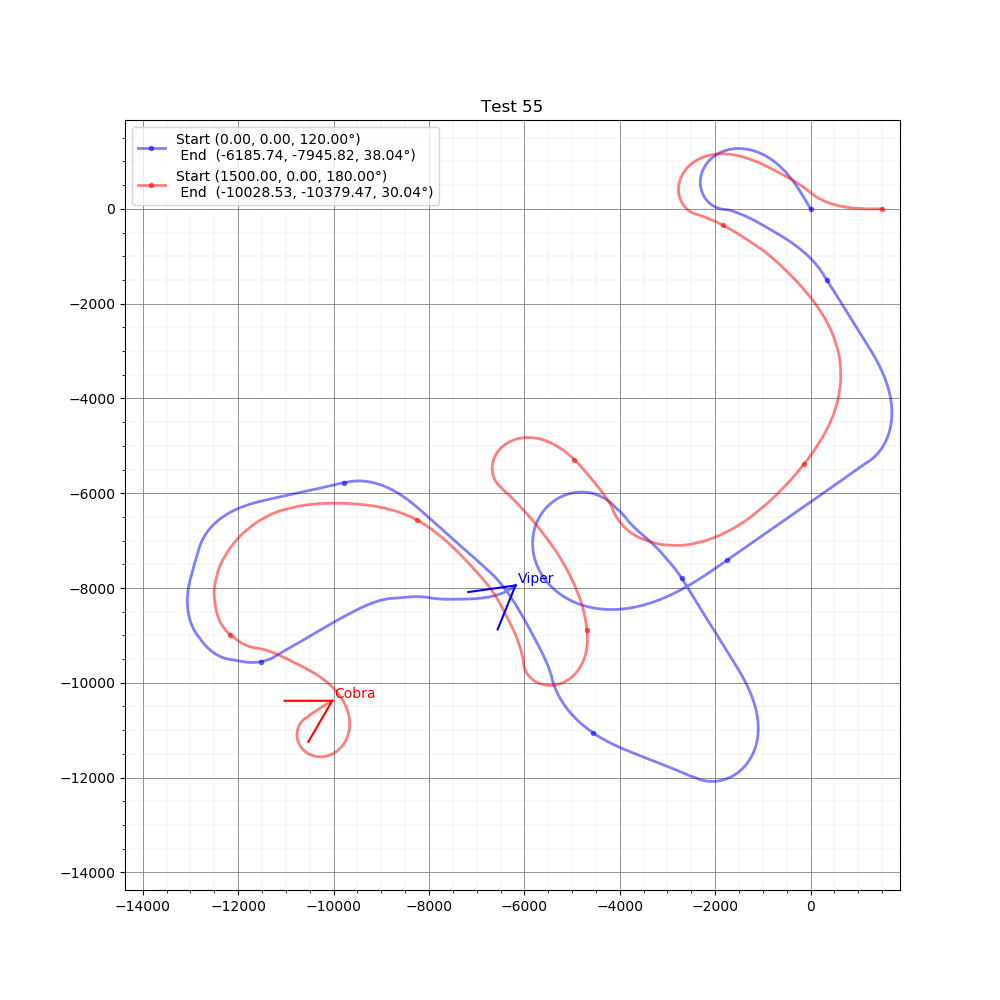 Test 55
Start (0.00, 0.00, 120.00°)
End (-6185.74, -7945.82, 38.04°)
Start (1500.00, 0.00, 180.00°)
End (-10028.53, -10379.47, 30.04°)
0
−2000
−4000
−6000
−8000
−10000
−12000
−14000
Viper
Cobra
−14000 −12000 −10000 −8000 −6000 −4000 −2000 0